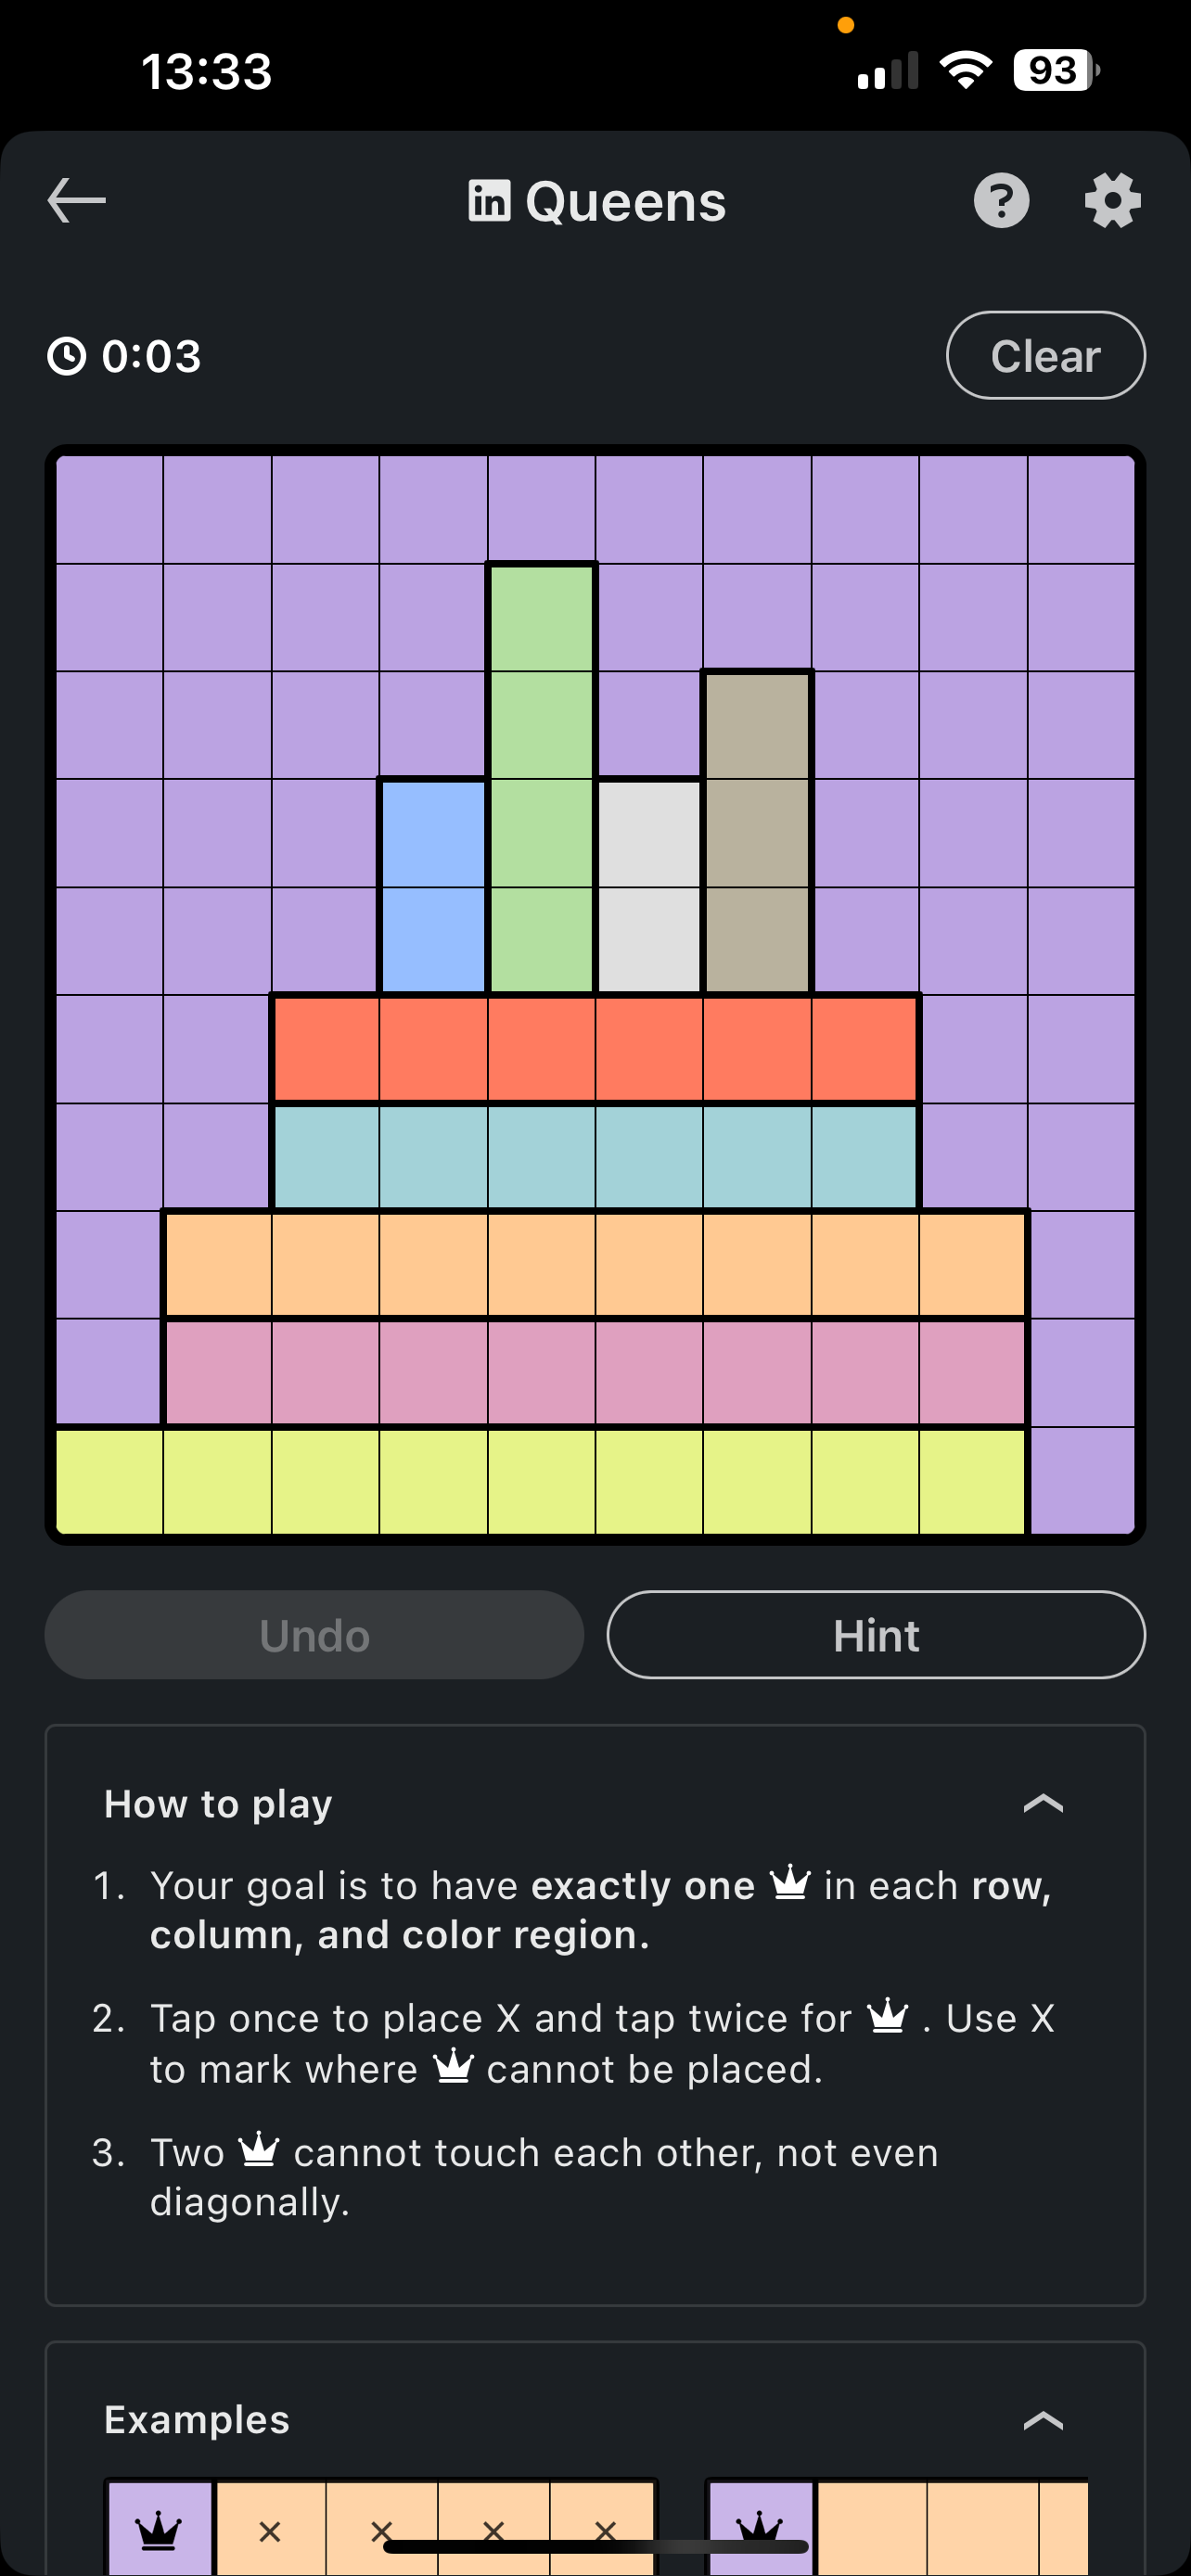 13:33
93
in Queens
?
0:03
Clear
Undo
Hint
How to play
1. Your goal is to have exactly one in each row,
column, and color region.
2. Tap once to place X and tap twice for . Use X
to mark where cannot be placed.
3. Two cannot touch each other, not even
diagonally.
Examples